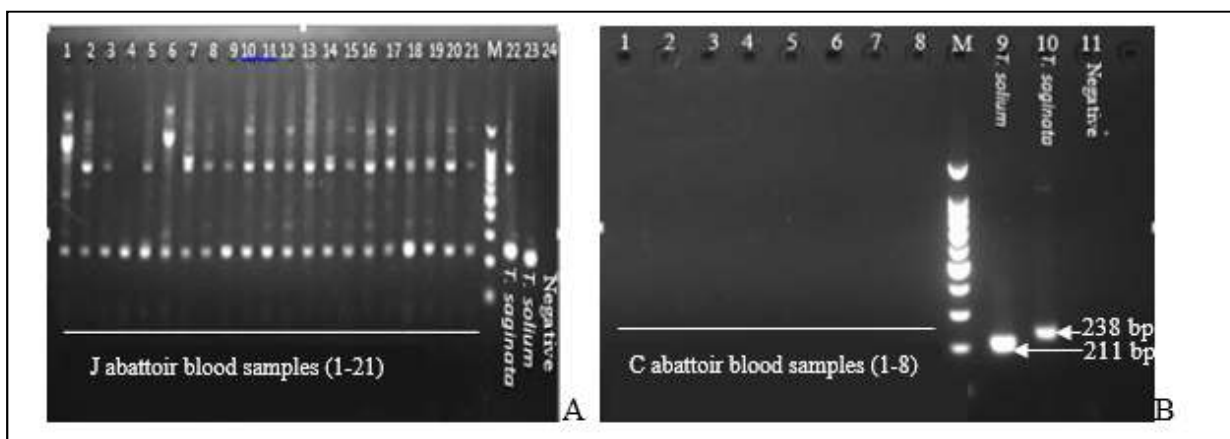 1 2 3 4 5 6 7 8 9 10 11 12 13 14 15 16 17 18 19 20 21 M 22 23 24
T. saginata
T. solium
Negative
J abattoir blood samples (1-21)
A
1 2 3 4 5 6 7 8 M 9 10 11
T. solium
T. saginata
Negative
238 bp
211 bp
C abattoir blood samples (1-8)
B